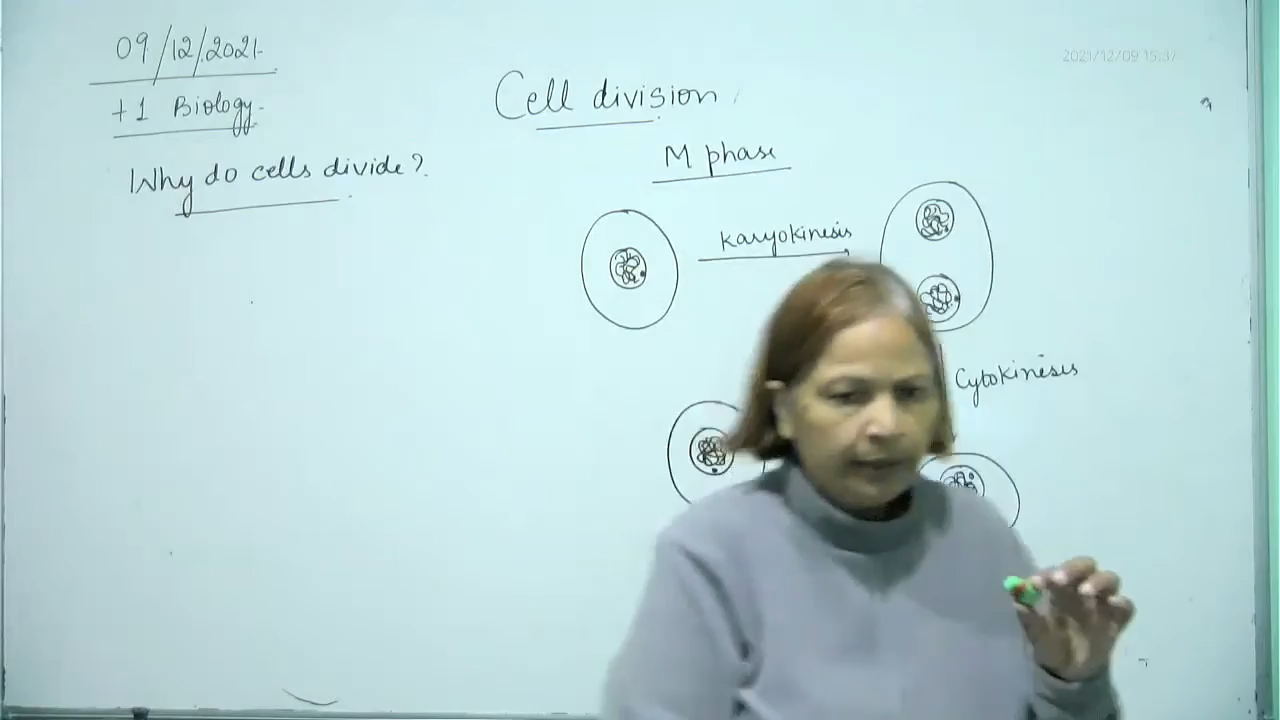 09/12/2021
+1 Biology
Why do cells divide?
Cell division
M phase
Karyokinesis
Cytokinesis
2021/12/09 15:37